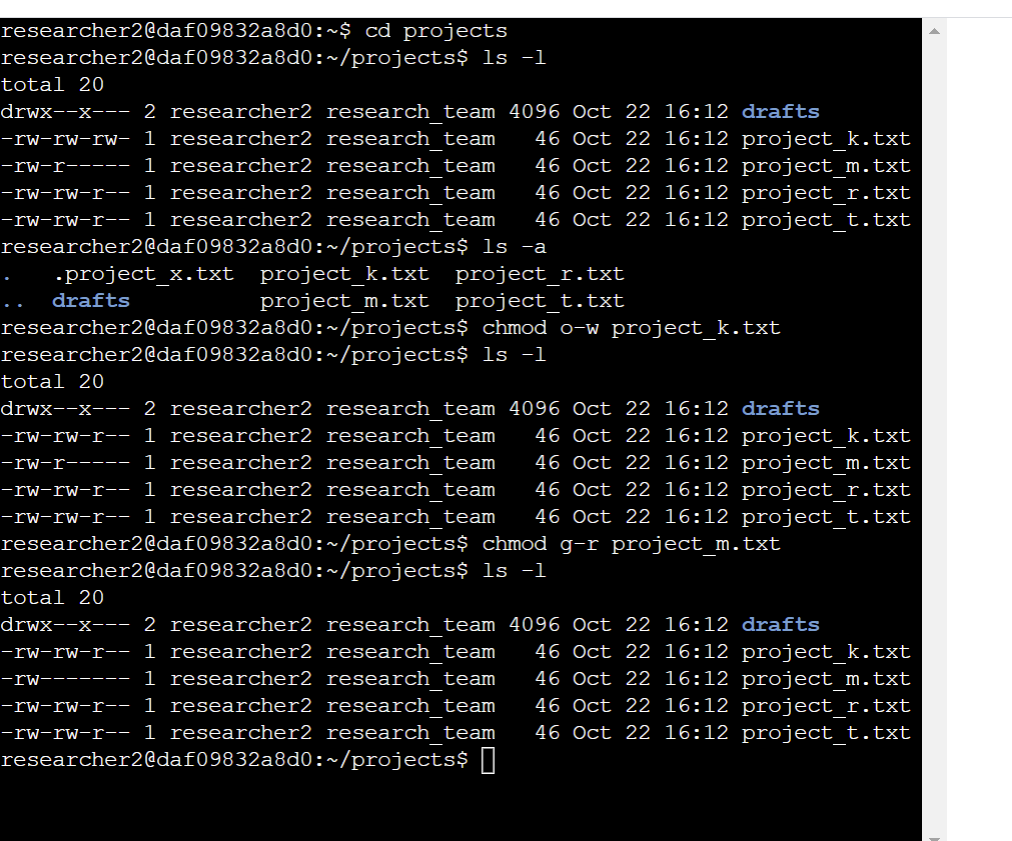 researcher2@daf09832a8d0:~$ cd projects
researcher2@daf09832a8d0:~/projects$ ls -l
total 20
drwx--x--- 2 researcher2 research_team 4096 Oct 22 16:12 drafts
-rw-rw-rw- 1 researcher2 research_team   46 Oct 22 16:12 project_k.txt
-rw-r----- 1 researcher2 research_team   46 Oct 22 16:12 project_m.txt
-rw-rw-r-- 1 researcher2 research_team   46 Oct 22 16:12 project_r.txt
-rw-rw-r-- 1 researcher2 research_team   46 Oct 22 16:12 project_t.txt
researcher2@daf09832a8d0:~/projects$ ls -a
.   .project_x.txt  project_k.txt  project_r.txt
..  drafts          project_m.txt  project_t.txt
researcher2@daf09832a8d0:~/projects$ chmod o-w project_k.txt
researcher2@daf09832a8d0:~/projects$ ls -l
total 20
drwx--x--- 2 researcher2 research_team 4096 Oct 22 16:12 drafts
-rw-rw-r-- 1 researcher2 research_team   46 Oct 22 16:12 project_k.txt
-rw-r----- 1 researcher2 research_team   46 Oct 22 16:12 project_m.txt
-rw-rw-r-- 1 researcher2 research_team   46 Oct 22 16:12 project_r.txt
-rw-rw-r-- 1 researcher2 research_team   46 Oct 22 16:12 project_t.txt
researcher2@daf09832a8d0:~/projects$ chmod g-r project_m.txt
researcher2@daf09832a8d0:~/projects$ ls -l
total 20
drwx--x--- 2 researcher2 research_team 4096 Oct 22 16:12 drafts
-rw-rw-r-- 1 researcher2 research_team   46 Oct 22 16:12 project_k.txt
-rw------- 1 researcher2 research_team   46 Oct 22 16:12 project_m.txt
-rw-rw-r-- 1 researcher2 research_team   46 Oct 22 16:12 project_r.txt
-rw-rw-r-- 1 researcher2 research_team   46 Oct 22 16:12 project_t.txt
researcher2@daf09832a8d0:~/projects$